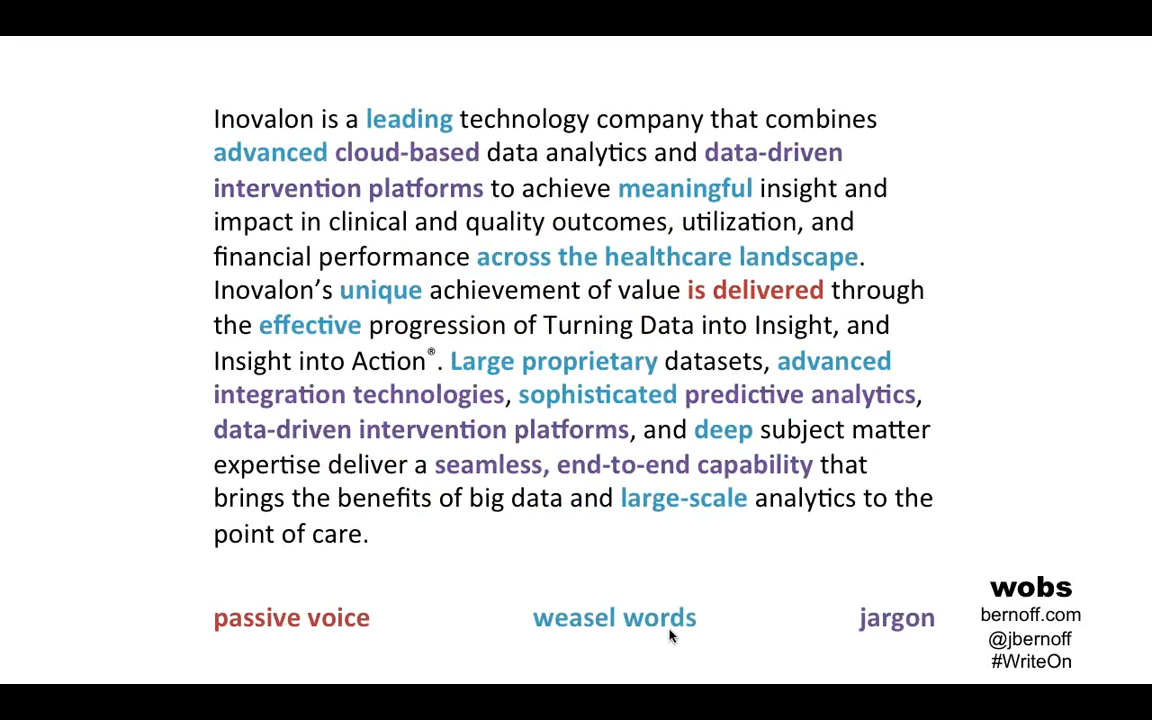 Inovalon is a leading technology company that combines
advanced cloud-based data analytics and data-driven
intervention platforms to achieve meaningful insight and
impact in clinical and quality outcomes, utilization, and
financial performance across the healthcare landscape.
Inovalon’s unique achievement of value is delivered through
the effective progression of Turning Data into Insight, and
Insight into Action®. Large proprietary datasets, advanced
integration technologies, sophisticated predictive analytics,
data-driven intervention platforms, and deep subject matter
expertise deliver a seamless, end-to-end capability that
brings the benefits of big data and large-scale analytics to the
point of care.
passive voice weasel words jargon
wobs
bernoff.com
@jbernoff
#WriteOn